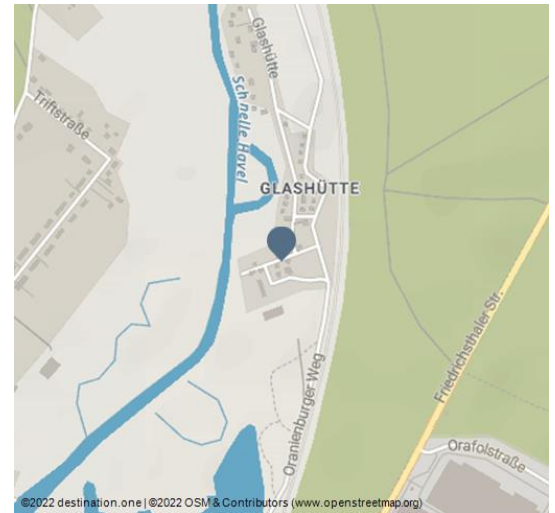 Glashütte
Triftstraße
Schnelle Havel
GLASHÜTTE
Friedrichsthaler Str.
Oranienburger Weg
Orafolstraße
©2022 destination.one | ©2022 OSM & Contributors (www.openstreetmap.org)